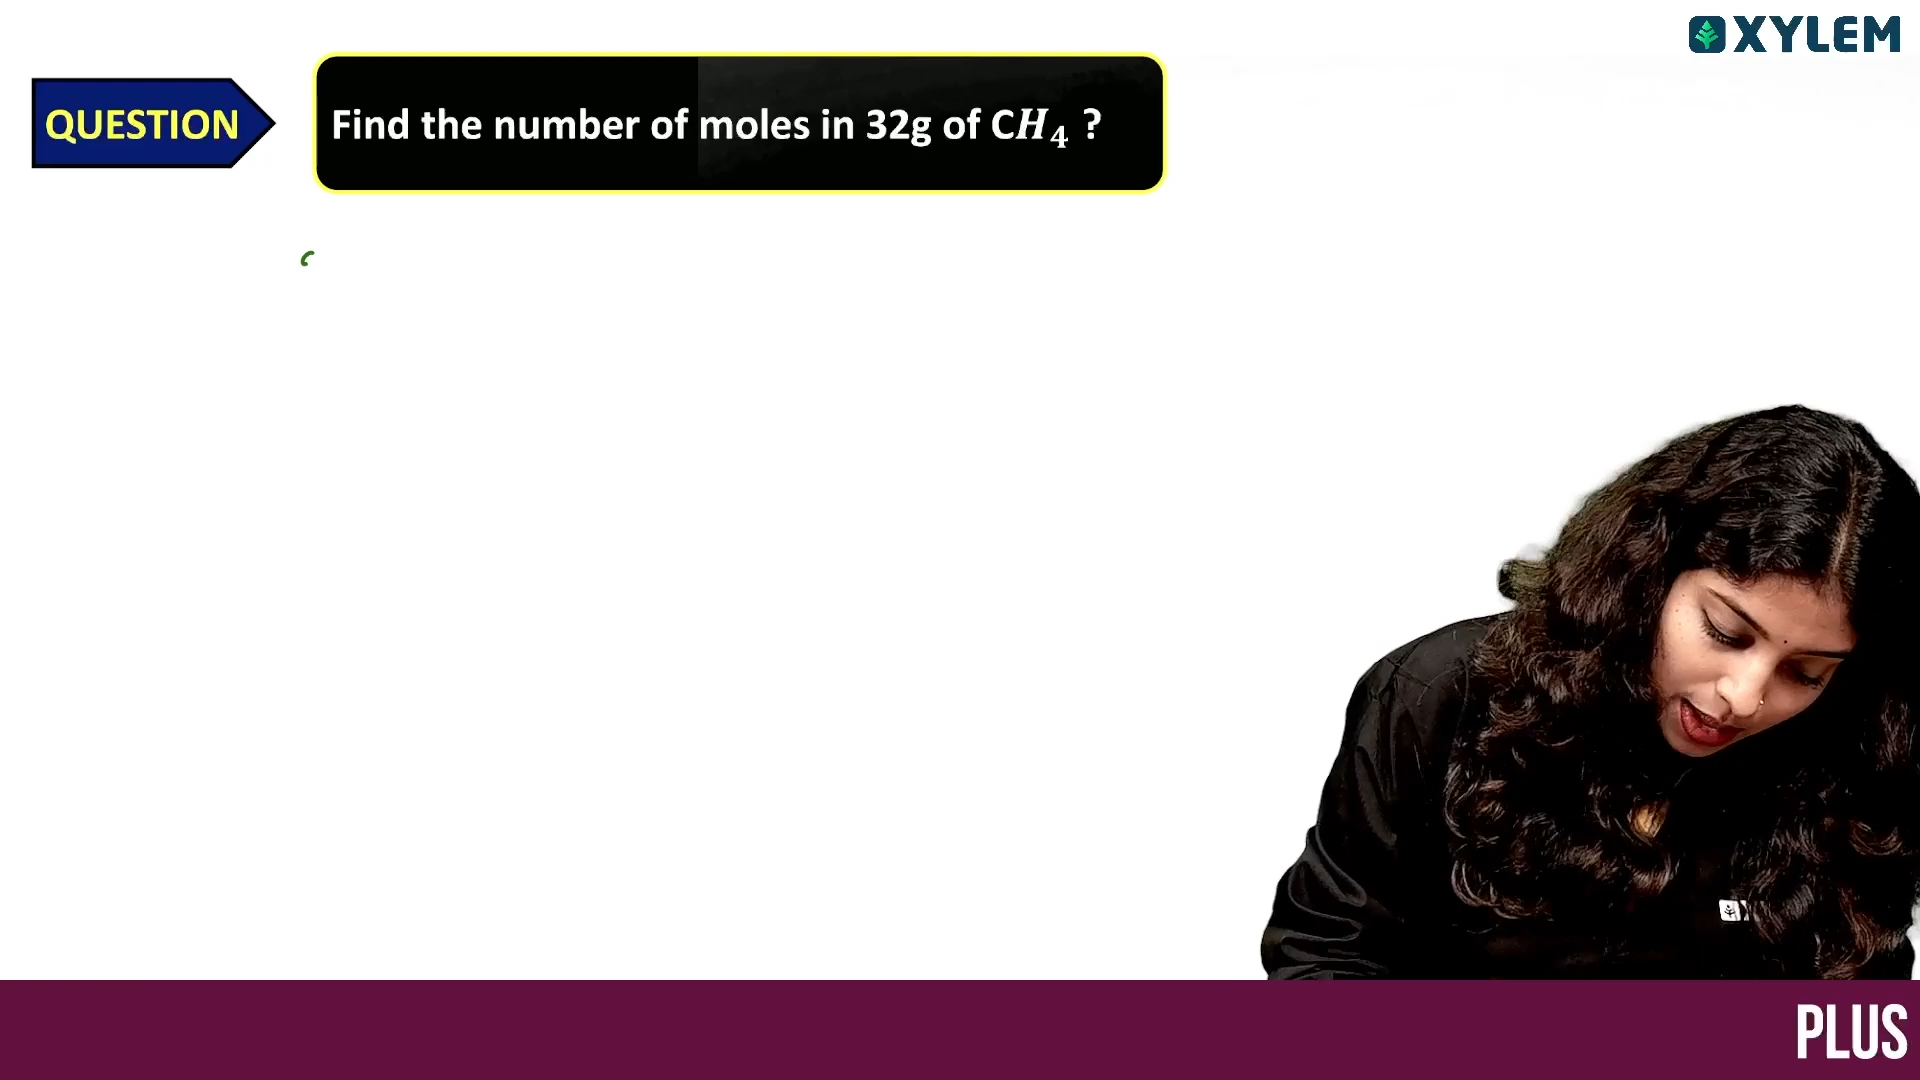 XYLEM
QUESTION
Find the number of moles in 32g of C𝐻₄ ?
PLUS